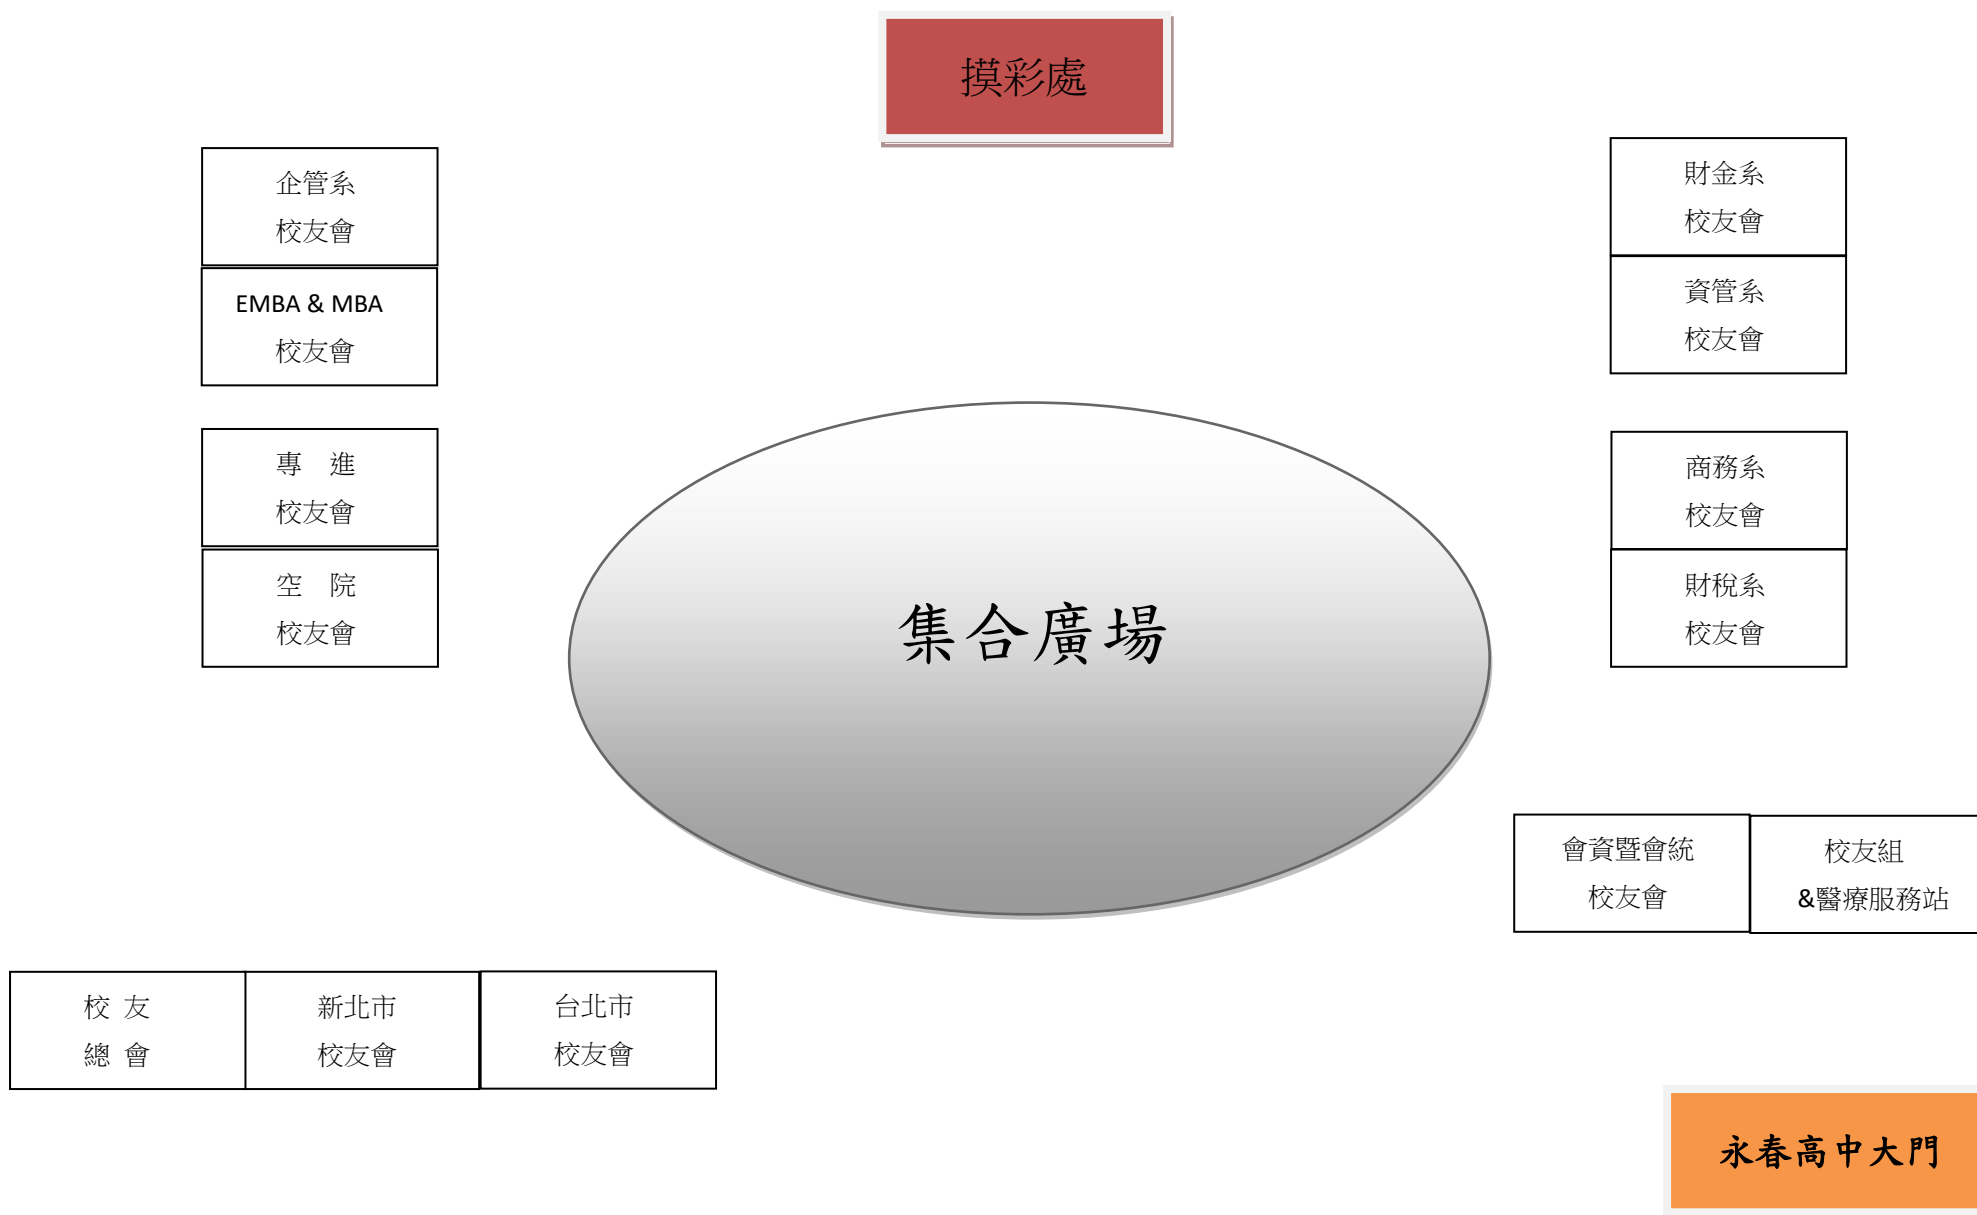 摸彩處
企管系
校友會
EMBA & MBA
校友會
專 進
校友會
空 院
校友會
財金系
校友會
資管系
校友會
商務系
校友會
財稅系
校友會
集合廣場
會資暨會統
校友會
校友組
&醫療服務站
校 友
總 會
新北市
校友會
台北市
校友會
永春高中大門